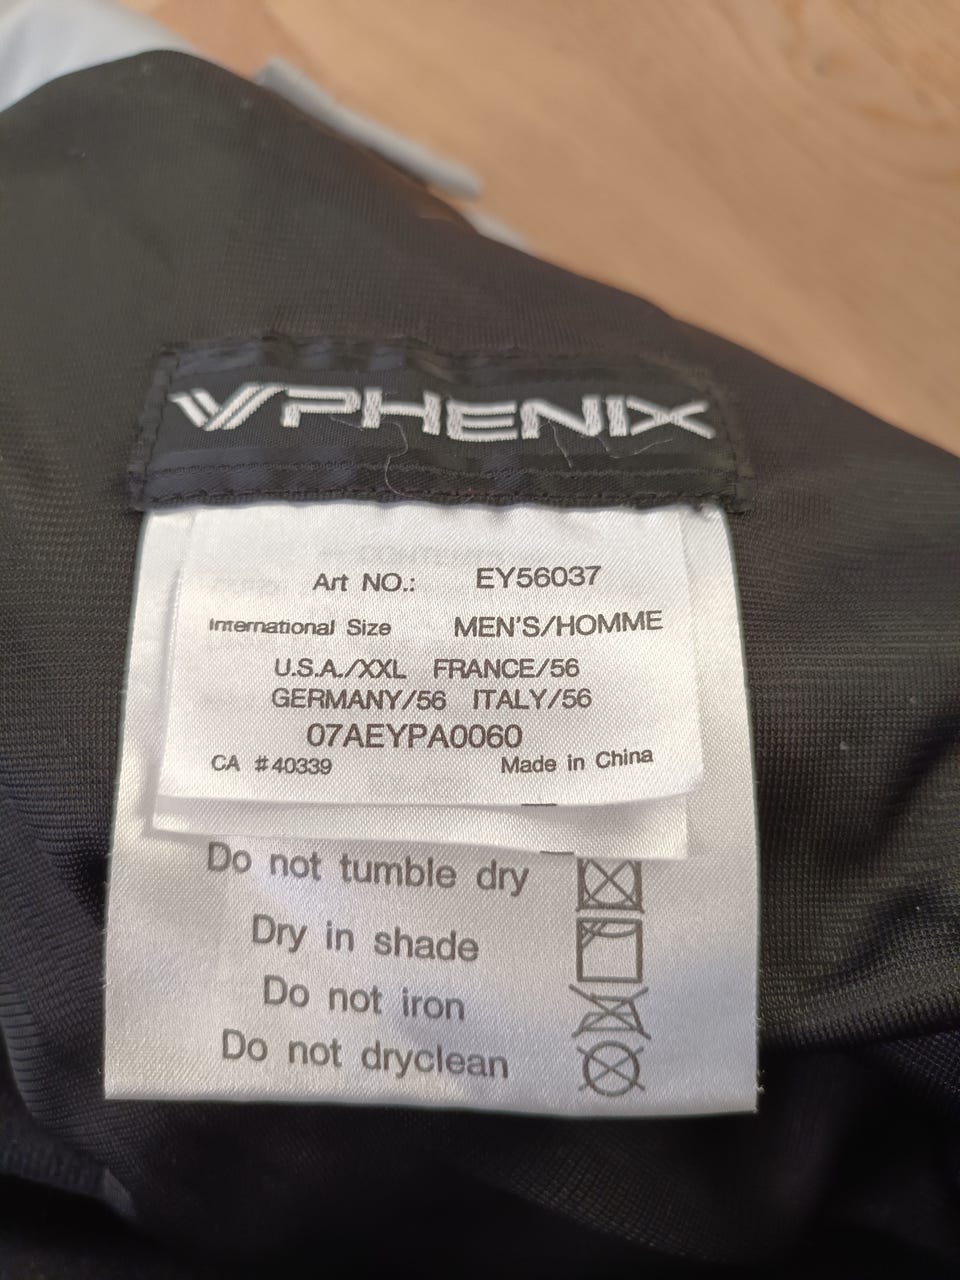 PHENIX
Art NO.: EY56037
International Size MEN'S/HOMME
U.S.A./XXL FRANCE/56
GERMANY/56 ITALY/56
07AEYPA0060
CA #40339 Made in China
Do not tumble dry
Dry in shade
Do not iron
Do not dryclean